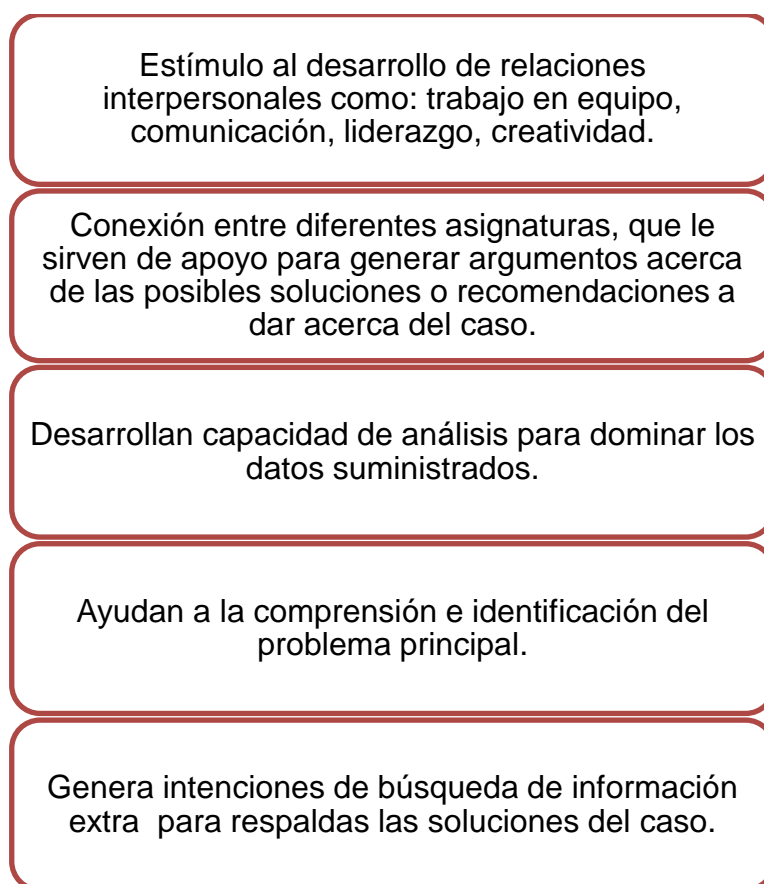 Estímulo al desarrollo de relaciones
interpersonales como: trabajo en equipo,
comunicación, liderazgo, creatividad.
Conexión entre diferentes asignaturas, que le
sirven de apoyo para generar argumentos acerca
de las posibles soluciones o recomendaciones a
dar acerca del caso.
Desarrollan capacidad de análisis para dominar los
datos suministrados.
Ayudan a la comprensión e identificación del
problema principal.
Genera intenciones de búsqueda de información
extra  para respaldas las soluciones del caso.